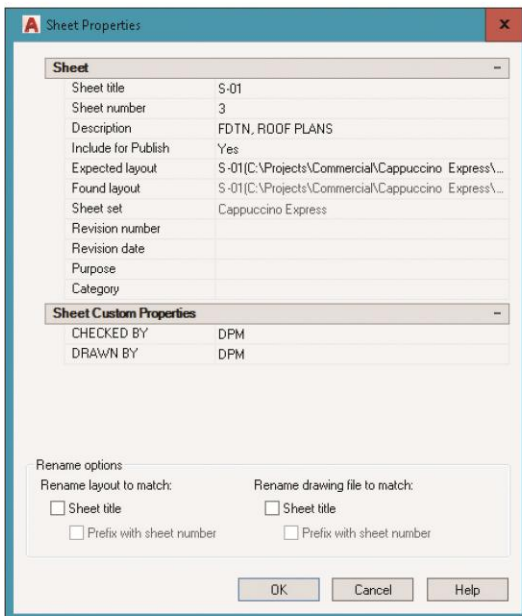 A Sheet Properties x
Sheet –
Sheet title S-01
Sheet number 3
Description FDTN, ROOF PLANS
Include for Publish Yes
Expected layout S-01(C:\Projects\Commercial\Cappuccino Express\...
Found layout S-01(C:\Projects\Commercial\Cappuccino Express\...
Sheet set Cappuccino Express
Revision number
Revision date
Purpose
Category
Sheet Custom Properties –
CHECKED BY DPM
DRAWN BY DPM
Rename options
Rename layout to match: Rename drawing file to match:
Sheet title Sheet title
Prefix with sheet number Prefix with sheet number
OK Cancel Help